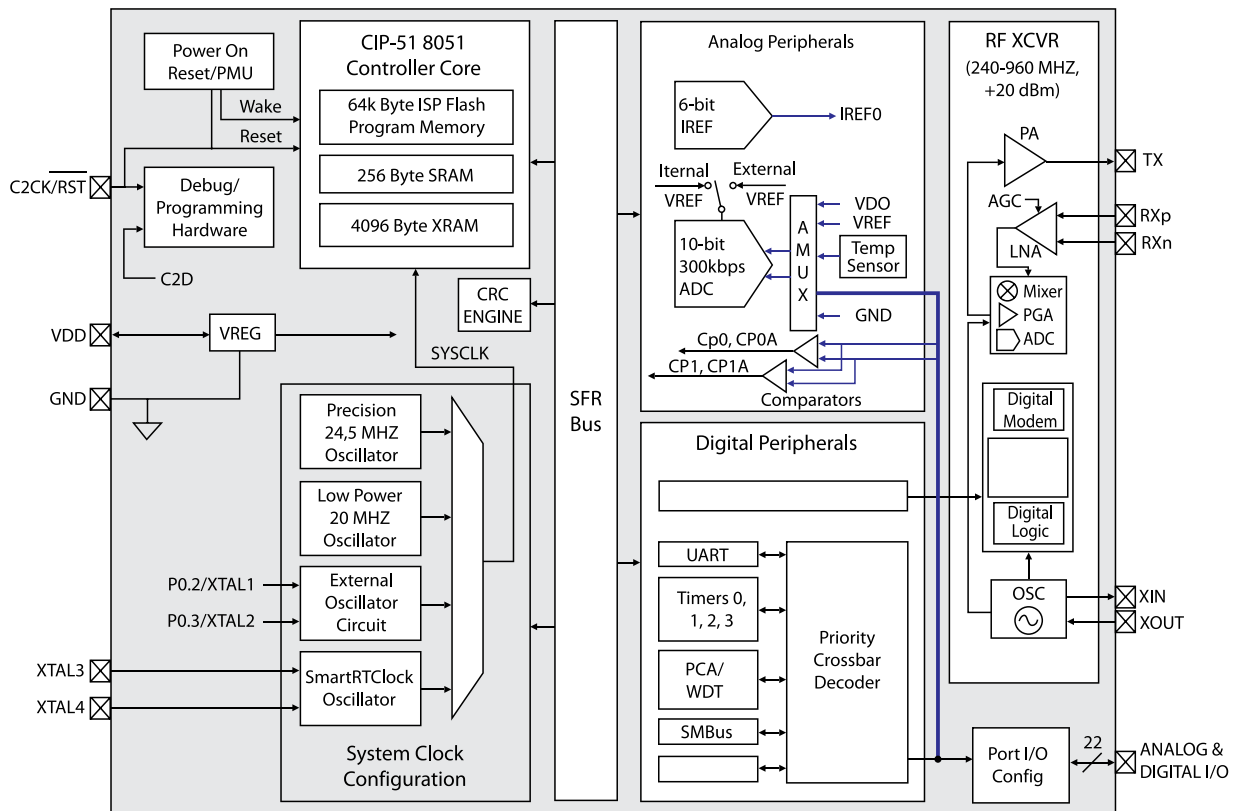 Power On
Reset/PMU
Wake
Reset
C2CK/RST
Debug/
Programming
Hardware
C2D
VDD
VREG
GND
CIP-51 8051
Controller Core
64k Byte ISP Flash
Program Memory
256 Byte SRAM
4096 Byte XRAM
CRC
ENGINE
SYSCLK
Precision
24,5 MHZ
Oscillator
Low Power
20 MHZ
Oscillator
P0.2/XTAL1
P0.3/XTAL2
External
Oscillator
Circuit
XTAL3
XTAL4
SmartRTClock
Oscillator
System Clock
Configuration
SFR
Bus
Analog Peripherals
6-bit
IREF
IREF0
Iternal
VREF
External
VREF
10-bit
300kbps
ADC
A
M
U
X
VDO
VREF
Temp
Sensor
GND
Cp0, CP0A
CP1, CP1A
Comparators
Digital Peripherals
UART
Timers 0,
1, 2, 3
PCA/
WDT
SMBus
Priority
Crossbar
Decoder
RF XCVR
(240-960 MHZ,
+20 dBm)
PA
TX
AGC
LNA
RXp
RXn
Mixer
PGA
ADC
Digital
Modem
Digital
Logic
OSC
XIN
XOUT
Port I/O
Config
22
ANALOG &
DIGITAL I/O